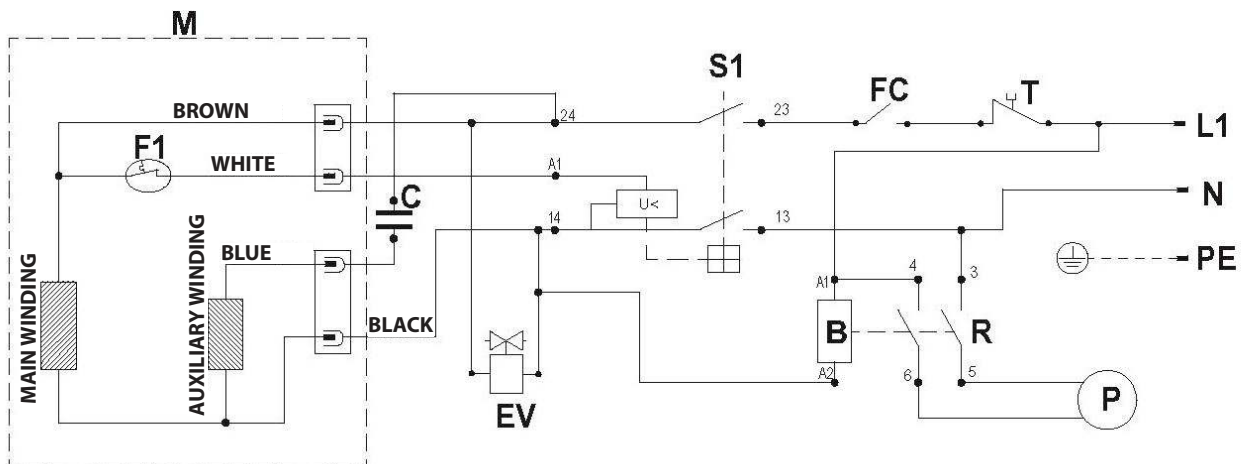 M
BROWN
F1
WHITE
MAIN WINDING
AUXILIARY WINDING
BLUE
BLACK
C
24
A1
14
U<
EV
S1
23
13
FC
T
L1
N
PE
A1
4
3
B
R
A2
6
5
P